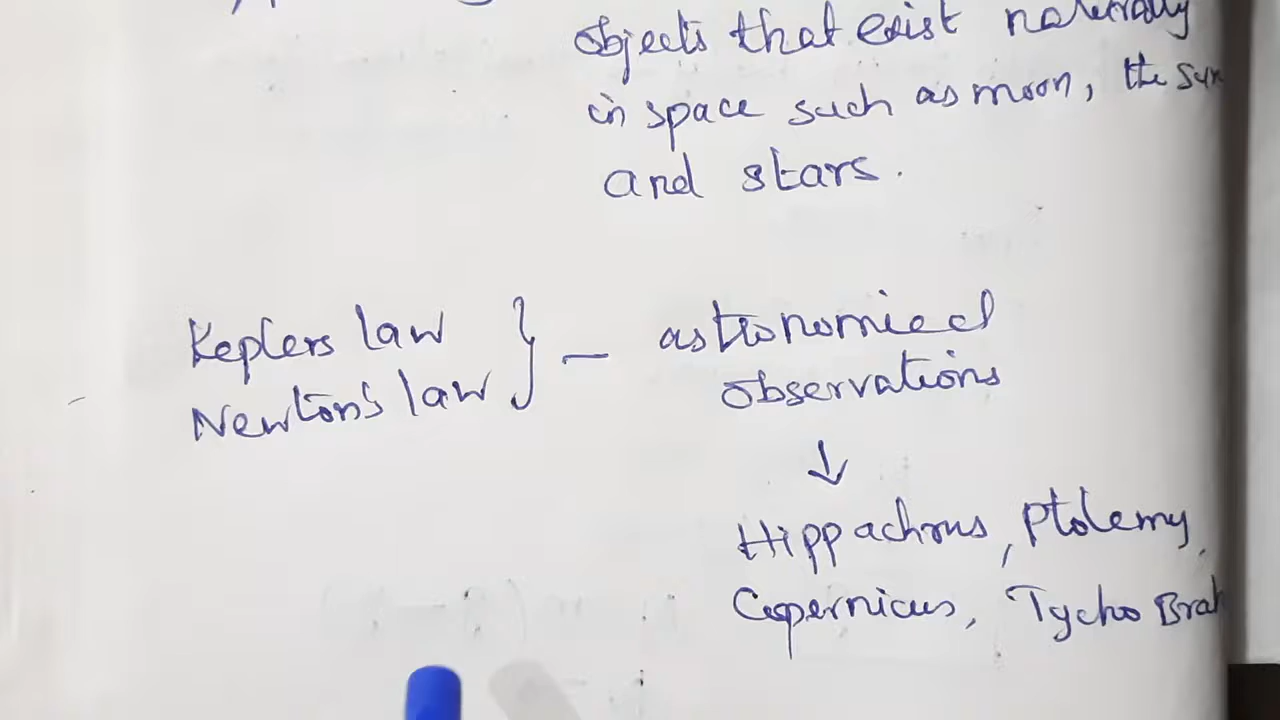 objects that exist naturally
in space such as moon, the sun
and stars.
Keplers law
Newton's law } — astronomical
observations
↓
Hippachrus, Ptolemy,
Copernicus, Tycho Brah